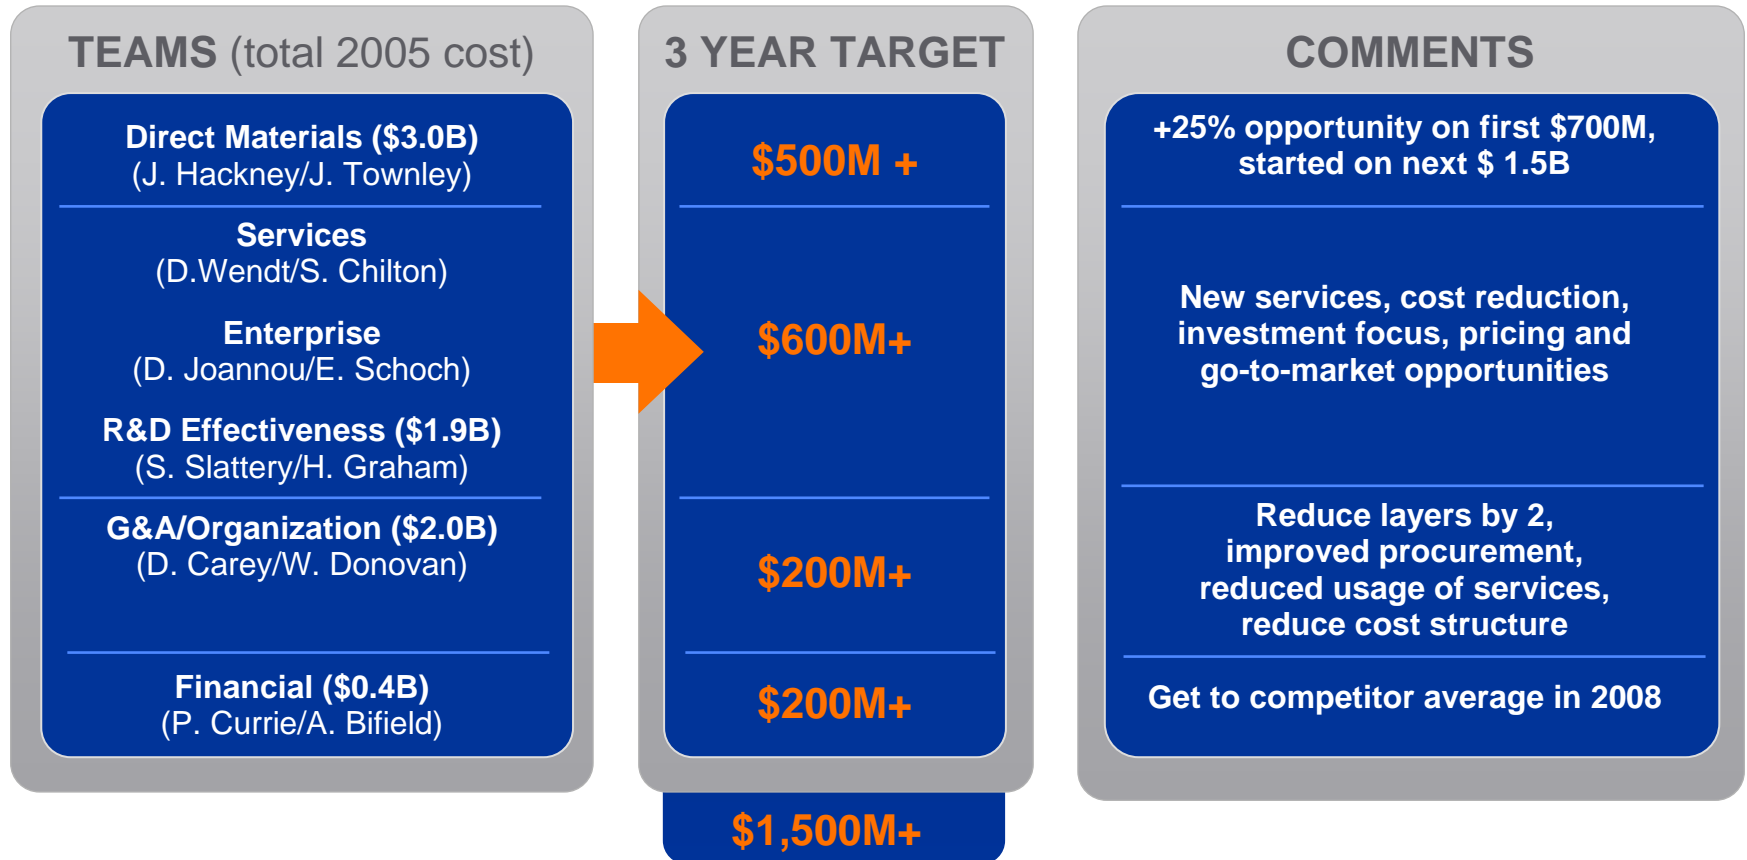 TEAMS (total 2005 cost)
Direct Materials ($3.0B)
(J. Hackney/J. Townley)
Services
(D.Wendt/S. Chilton)
Enterprise
(D. Joannou/E. Schoch)
R&D Effectiveness ($1.9B)
(S. Slattery/H. Graham)
G&A/Organization ($2.0B)
(D. Carey/W. Donovan)
Financial ($0.4B)
(P. Currie/A. Bifield)
3 YEAR TARGET
$500M +
$600M+
$200M+
$200M+
$1,500M+
COMMENTS
+25% opportunity on first $700M,
started on next $ 1.5B
New services, cost reduction,
investment focus, pricing and
go-to-market opportunities
Reduce layers by 2,
improved procurement,
reduced usage of services,
reduce cost structure
Get to competitor average in 2008